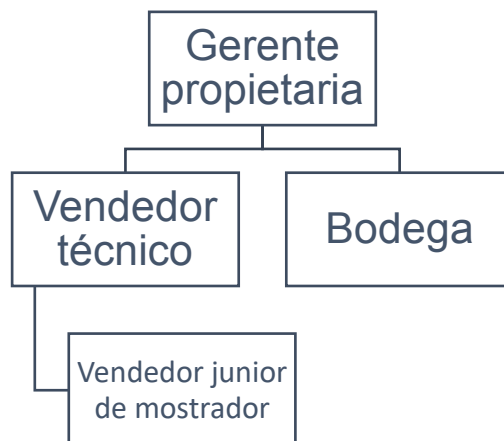 Gerente
propietaria
Vendedor
técnico
Bodega
Vendedor junior
de mostrador